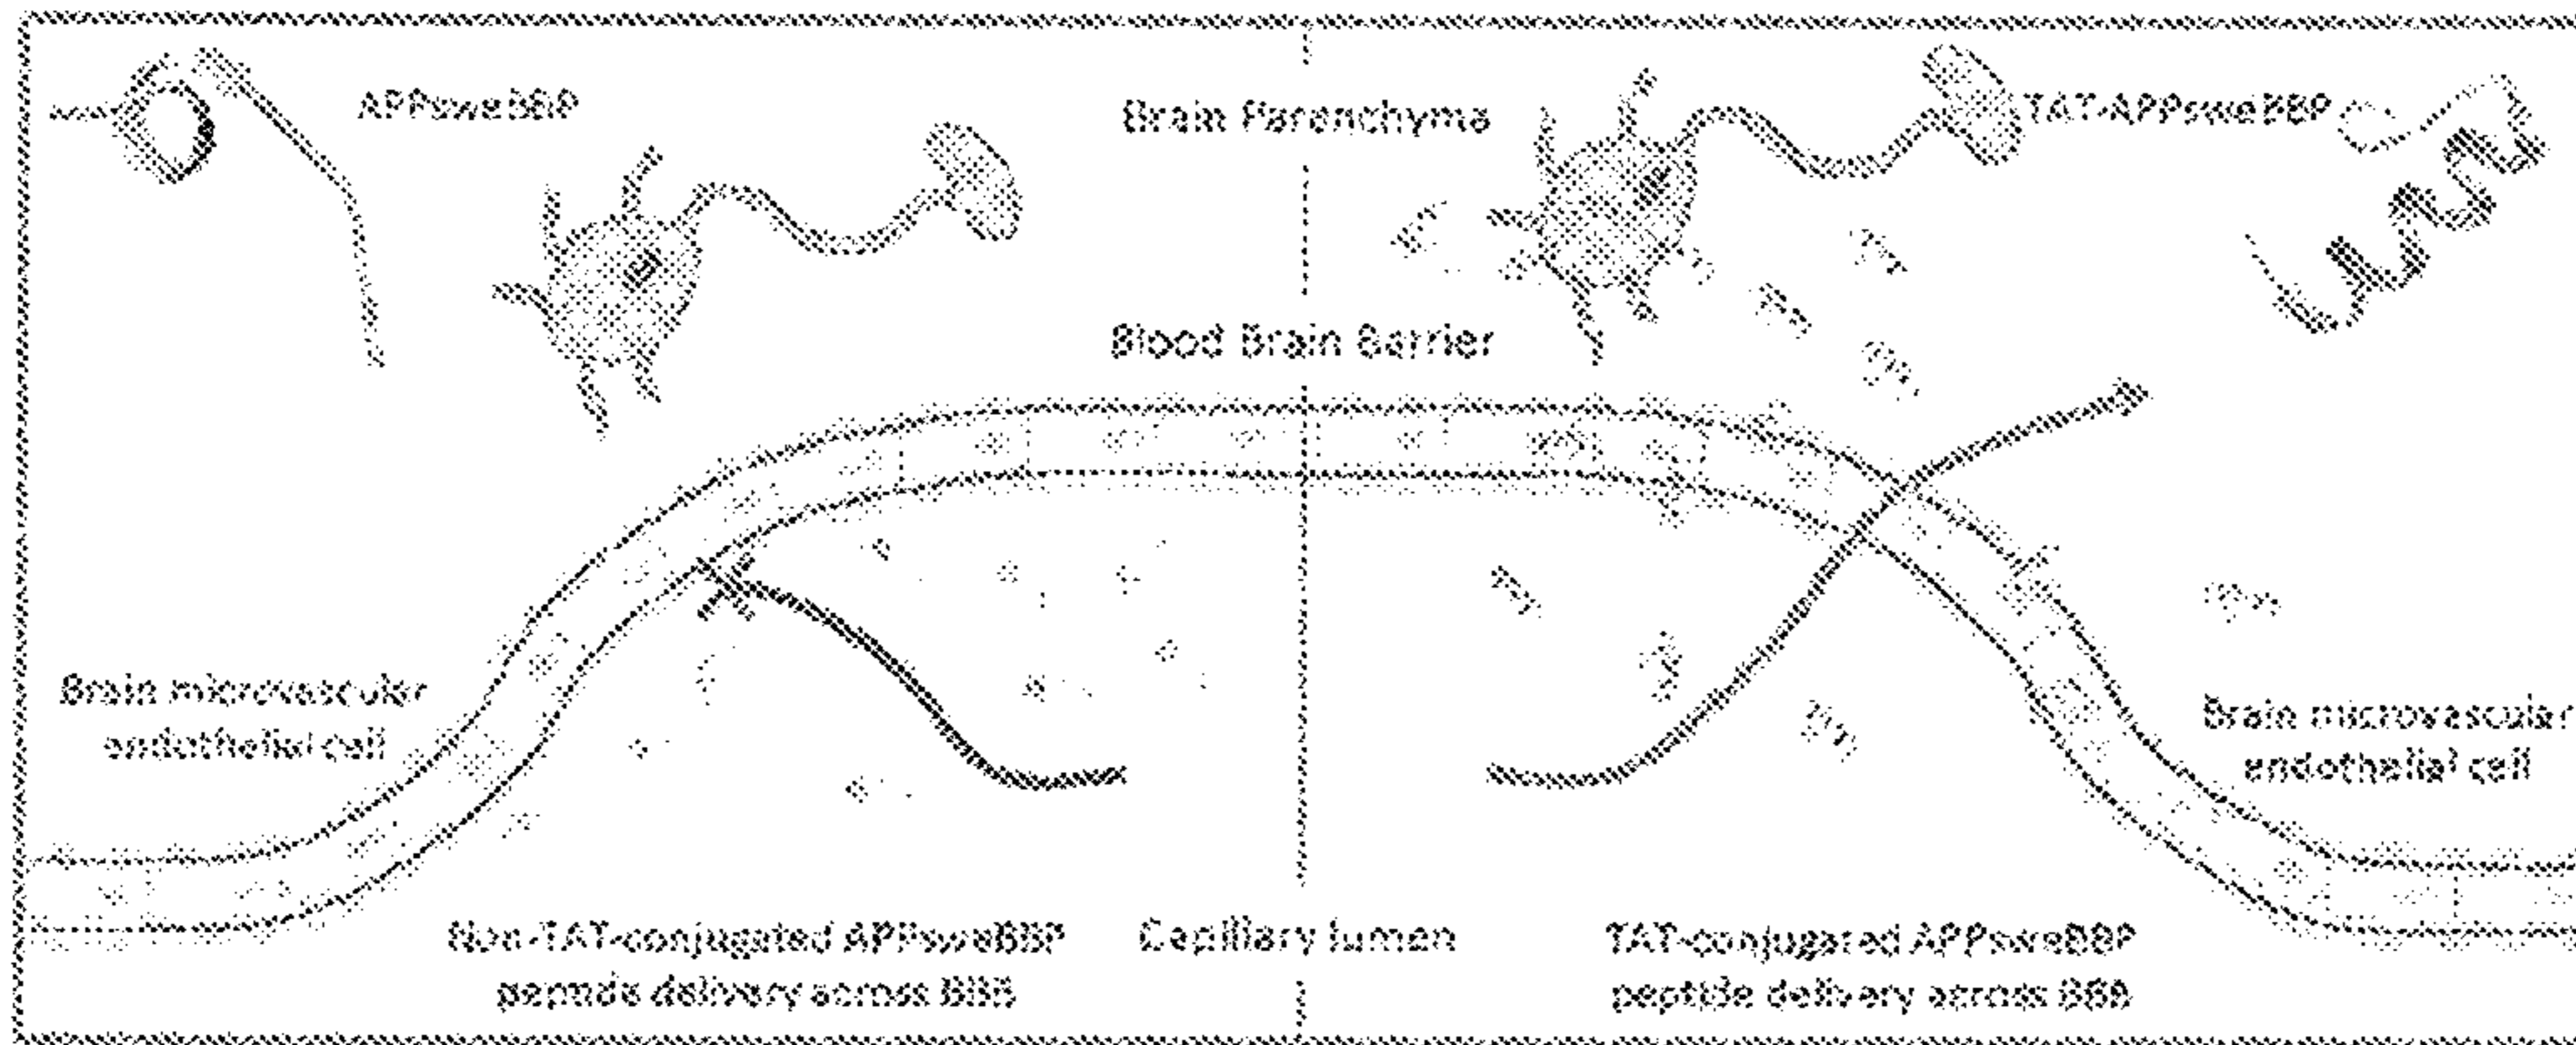 APPsweBBP
Brain Parenchyma
TAT-APPsweBBP
Blood Brain Barrier
Brain microvascular
endothelial cell
Brain microvascular
endothelial cell
Non-TAT-conjugated APPsweBBP
peptide delivery across BBB
Capillary lumen
TAT-conjugated APPsweBBP
peptide delivery across BBB